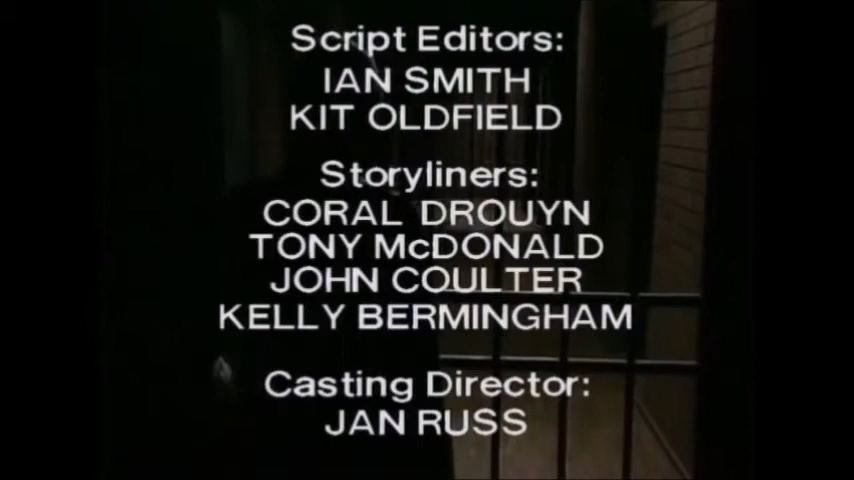 Script Editors:
IAN SMITH
KIT OLDFIELD
Storyliners:
CORAL DROUYN
TONY McDONALD
JOHN COULTER
KELLY BERMINGHAM
Casting Director:
JAN RUSS